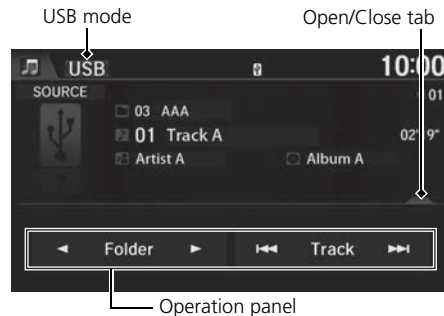 USB mode
Open/Close tab
USB
10:00
SOURCE
01
03 AAA
01 Track A
Artist A
Album A
Folder
Track
Operation panel